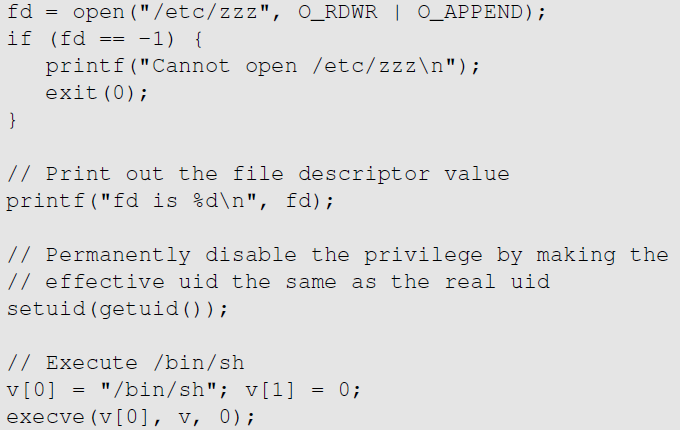 fd = open("/etc/zzz", O_RDWR | O_APPEND);
if (fd == -1) {
   printf("Cannot open /etc/zzz\n");
   exit(0);
}

// Print out the file descriptor value
printf("fd is %d\n", fd);

// Permanently disable the privilege by making the
// effective uid the same as the real uid
setuid(getuid());

// Execute /bin/sh
v[0] = "/bin/sh"; v[1] = 0;
execve(v[0], v, 0);